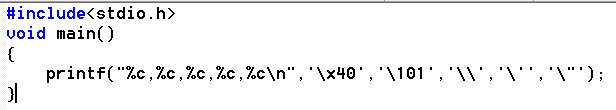 #include<stdio.h>
void main()
{
    printf("%c,%c,%c,%c,%c\n",'\x40','\101','\\','\'','\"');
}